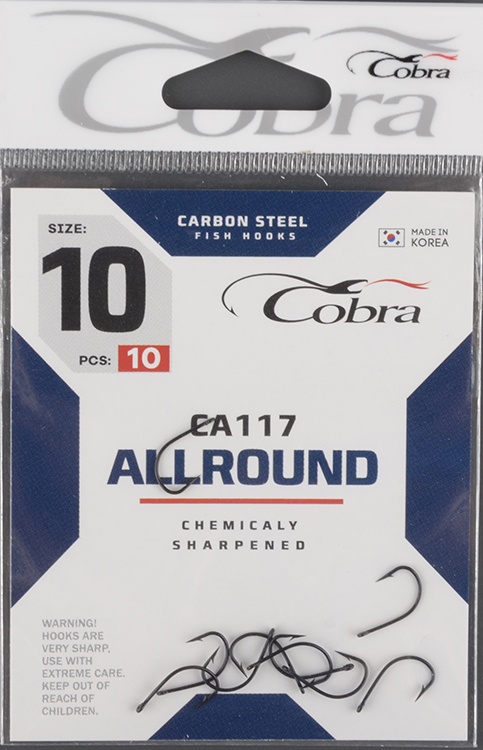 Cobra
Cobra
SIZE:
10
PCS: 10
CARBON STEEL
FISH HOOKS
MADE IN
KOREA
Cobra
CA117
ALLROUND
CHEMICALY
SHARPENED
WARNING!
HOOKS ARE
VERY SHARP,
USE WITH
EXTREME CARE.
KEEP OUT OF
REACH OF
CHILDREN.